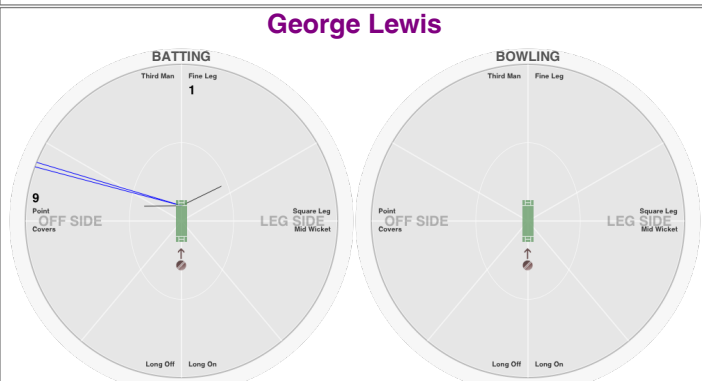 George Lewis
BATTING
Third Man Fine Leg
1
9
Point
OFF SIDE
Covers
Square Leg
LEG SIDE
Mid Wicket
Long Off Long On
BOWLING
Third Man Fine Leg
Point
OFF SIDE
Covers
Square Leg
LEG SIDE
Mid Wicket
Long Off Long On